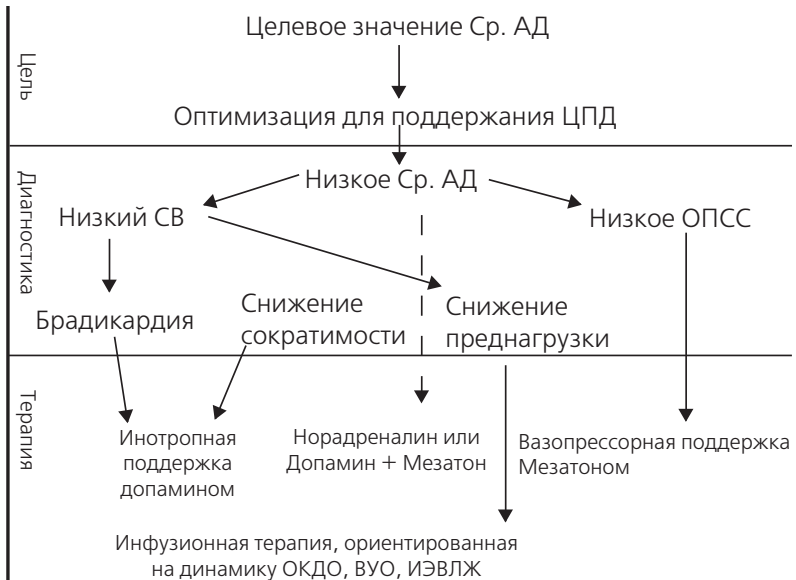 Цель
Целевое значение Ср. АД
Оптимизация для поддержания ЦПД
Диагностика
Низкое Ср. АД
Низкий СВ
Низкое ОПСС
Брадикардия
Снижение
сократимости
Снижение
преднагрузки
Терапия
Инотропная
поддержка
допамином
Норадреналин или
Допамин + Мезатон
Вазопрессорная поддержка
Мезатоном
Инфузионная терапия, ориентированная
на динамику ОКДО, ВУО, ИЭВЛЖ